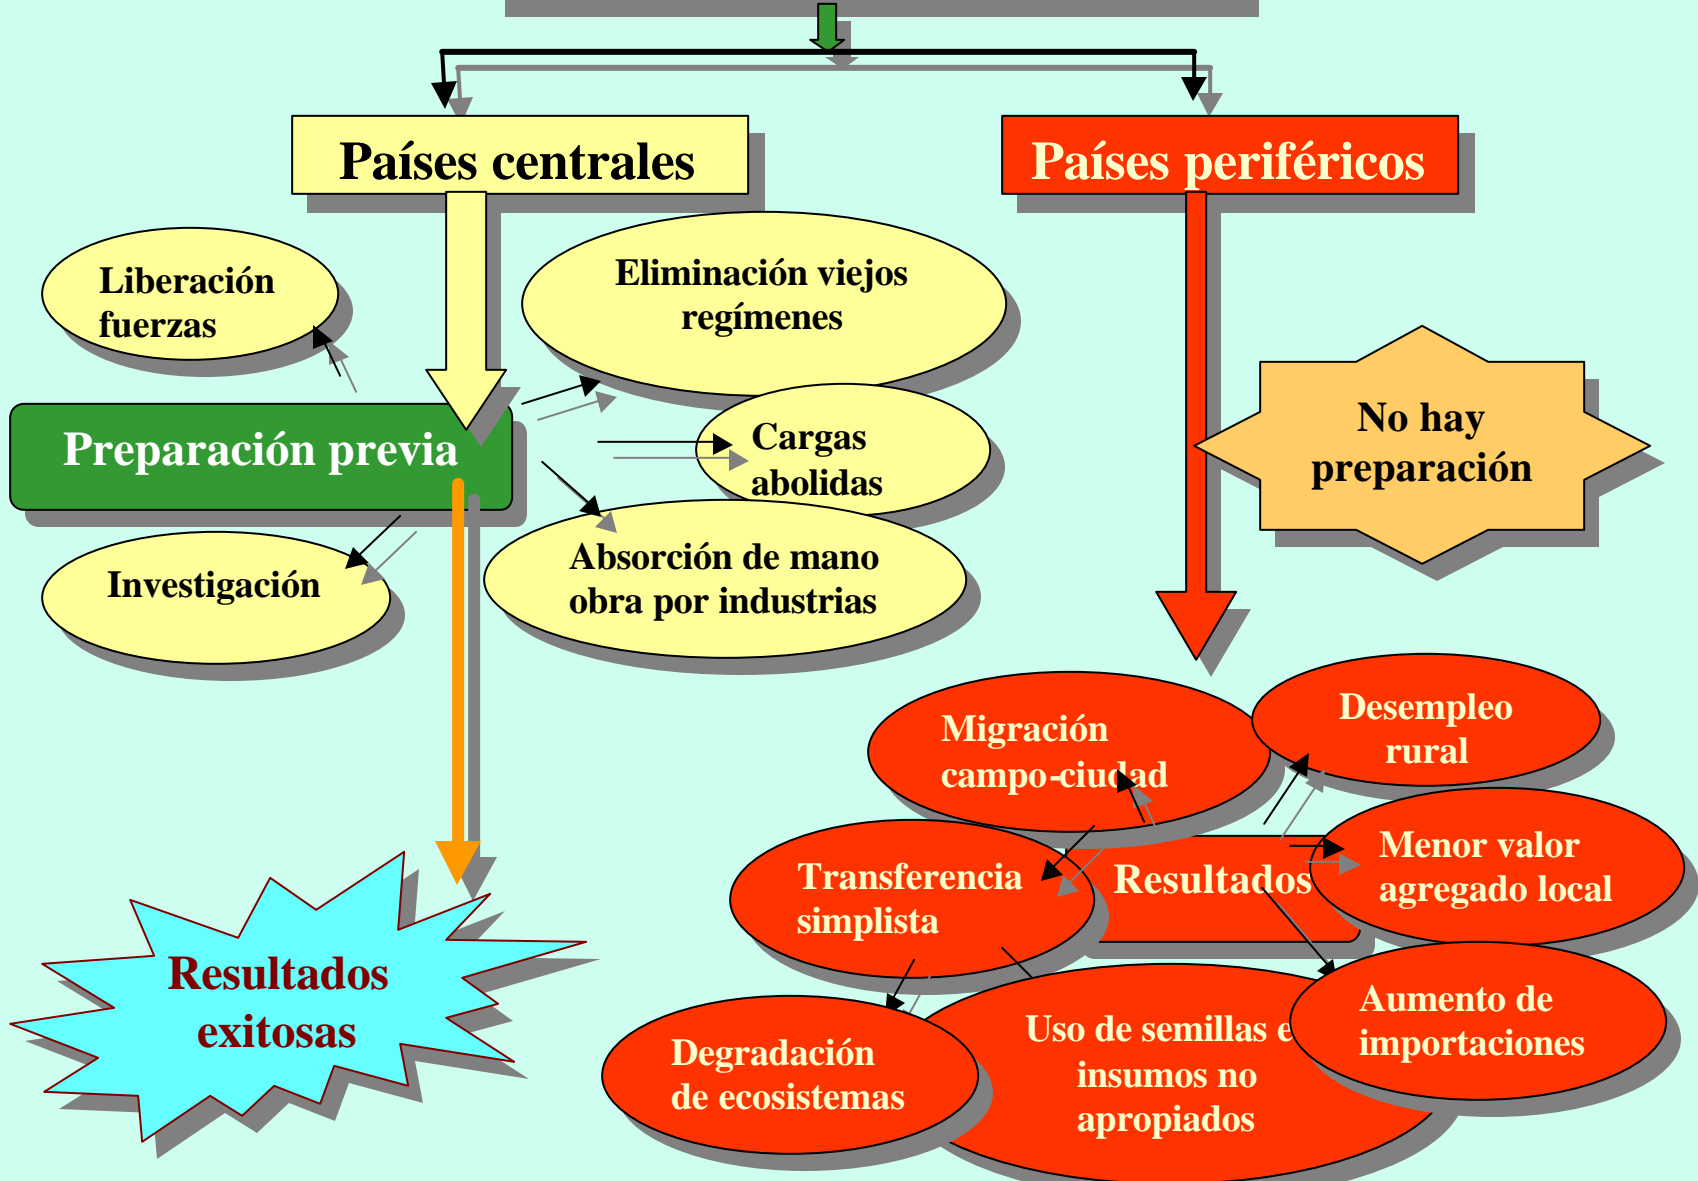 Países centrales
Países periféricos
Liberación
fuerzas
Eliminación viejos
regímenes
Preparación previa
Cargas
abolidas
No hay
preparación
Investigación
Absorción de mano
obra por industrias
Migración
campo-ciudad
Desempleo
rural
Transferencia
simplista
Resultados
Menor valor
agregado local
Resultados
exitosas
Degradación
de ecosistemas
Uso de semillas e
insumos no
apropiados
Aumento de
importaciones